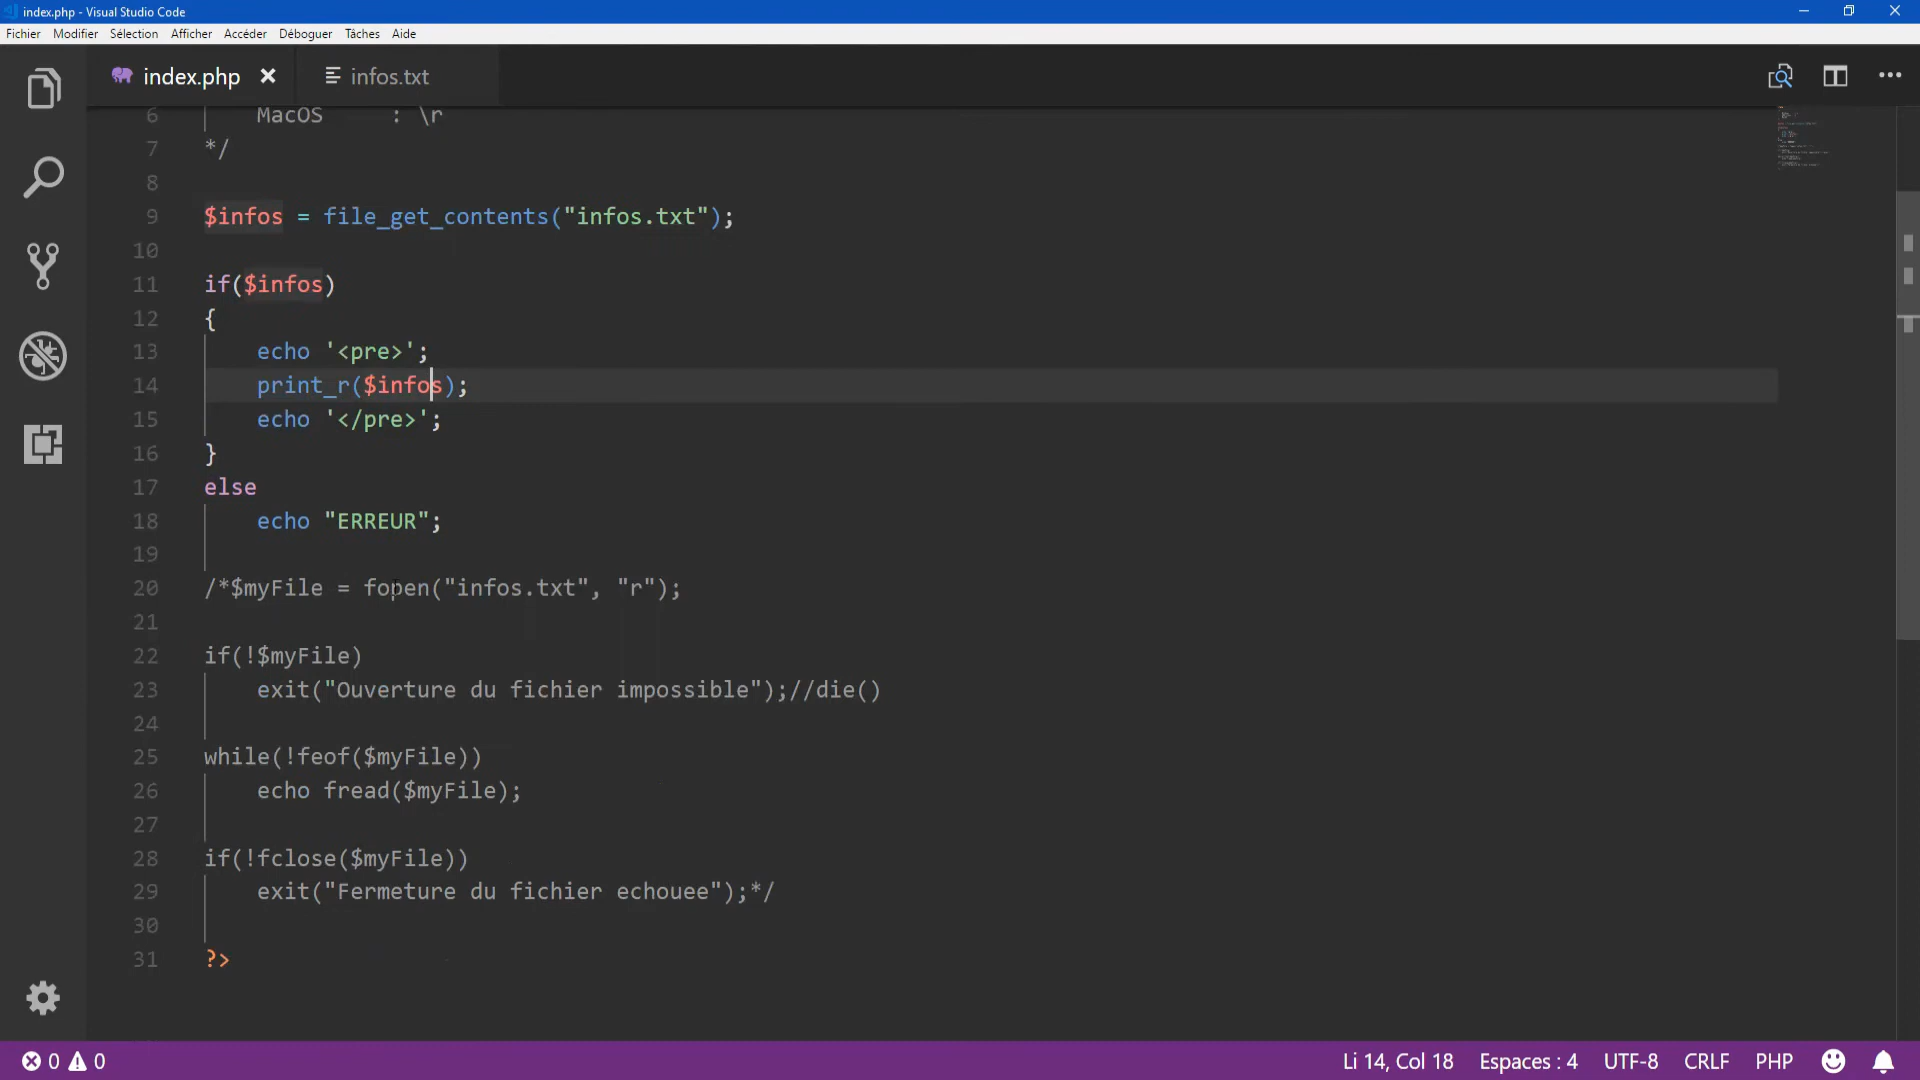 index.php - Visual Studio Code
Fichier Modifier Sélection Afficher Accéder Déboguer Tâches Aide
index.php infos.txt
6 MacOS : \r
7 */
8
9 $infos = file_get_contents("infos.txt");
10
11 if($infos)
12 {
13 echo '<pre>';
14 print_r($infos);
15 echo '</pre>';
16 }
17 else
18 echo "ERREUR";
19
20 /*$myFile = fopen("infos.txt", "r");
21
22 if(!$myFile)
23 exit("Ouverture du fichier impossible");//die()
24
25 while(!feof($myFile))
26 echo fread($myFile);
27
28 if(!fclose($myFile))
29 exit("Fermeture du fichier echouee");*/
30
31 ?>
0 0 Li 14, Col 18 Espaces : 4 UTF-8 CRLF PHP